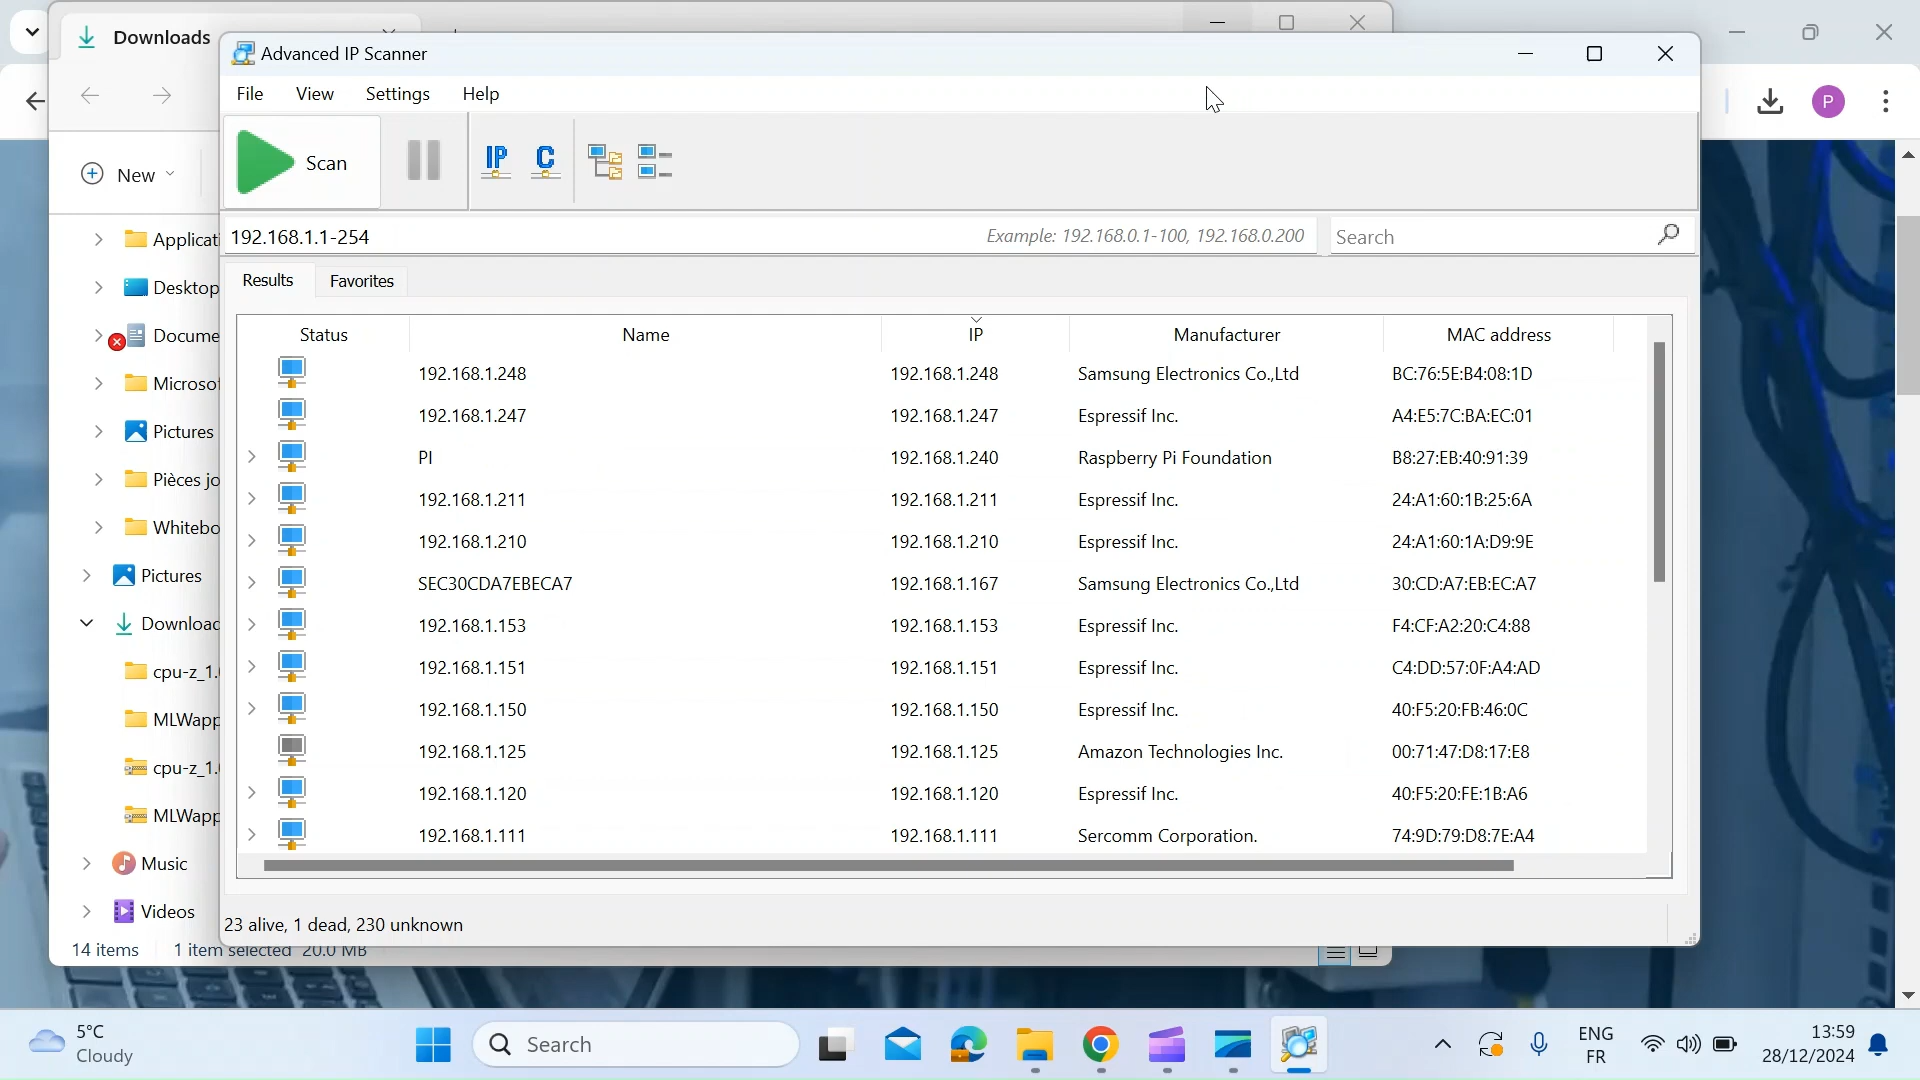 Downloads
Advanced IP Scanner
File View Settings Help
P
Scan
IP C
New
192.168.1.1-254 Example: 192.168.0.1-100, 192.168.0.200 Search
Results Favorites
Applicati
Desktop
Docume
Microsof
Pictures
Pièces jo
Whitebo
Pictures
Download
cpu-z_1.
MLWapp
cpu-z_1.
MLWapp
Music
Videos
Status Name IP Manufacturer MAC address
192.168.1.248 192.168.1.248 Samsung Electronics Co.,Ltd BC:76:5E:B4:08:1D
192.168.1.247 192.168.1.247 Espressif Inc. A4:E5:7C:BA:EC:01
PI 192.168.1.240 Raspberry Pi Foundation B8:27:EB:40:91:39
192.168.1.211 192.168.1.211 Espressif Inc. 24:A1:60:1B:25:6A
192.168.1.210 192.168.1.210 Espressif Inc. 24:A1:60:1A:D9:9E
SEC30CDA7EBECA7 192.168.1.167 Samsung Electronics Co.,Ltd 30:CD:A7:EB:EC:A7
192.168.1.153 192.168.1.153 Espressif Inc. F4:CF:A2:20:C4:88
192.168.1.151 192.168.1.151 Espressif Inc. C4:DD:57:0F:A4:AD
192.168.1.150 192.168.1.150 Espressif Inc. 40:F5:20:FB:46:0C
192.168.1.125 192.168.1.125 Amazon Technologies Inc. 00:71:47:D8:17:E8
192.168.1.120 192.168.1.120 Espressif Inc. 40:F5:20:FE:1B:A6
192.168.1.111 192.168.1.111 Sercomm Corporation. 74:9D:79:D8:7E:A4
23 alive, 1 dead, 230 unknown
14 items 1 item selected 20.0 MB
5°C
Cloudy
Search
ENG
FR
13:59
28/12/2024